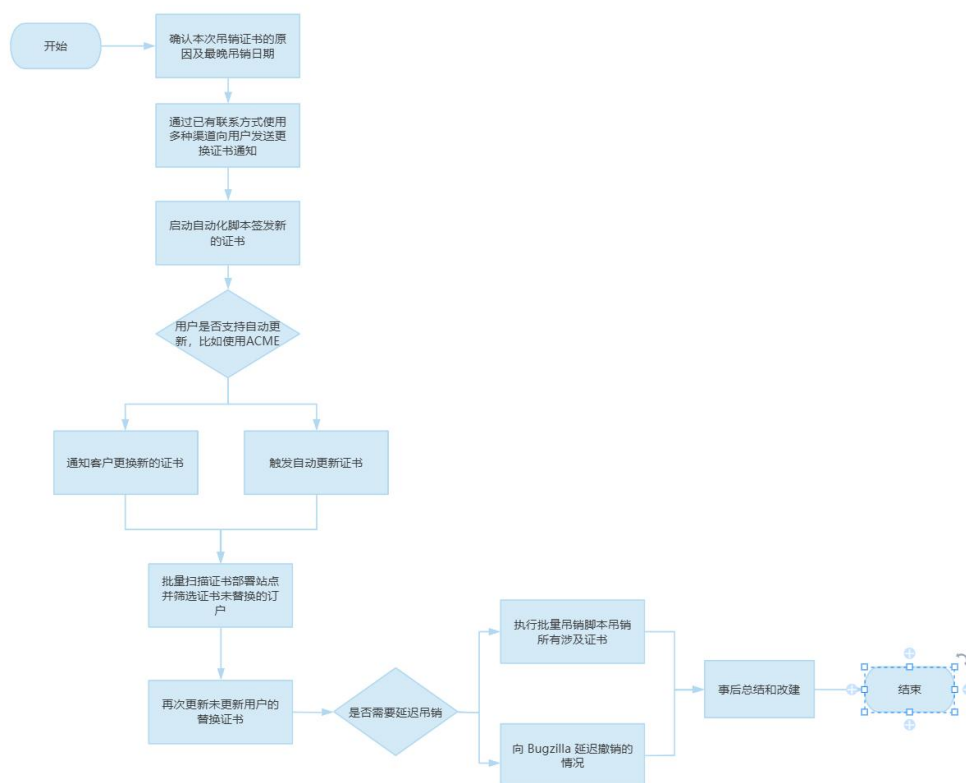 开始
确认本次吊销证书的原
因及最晚吊销日期
通过已有联系方式使用
多种渠道向用户发送更
换证书通知
启动自动化脚本签发新
的证书
用户是否支持自动更
新，比如使用ACME
通知客户更换新的证书
触发自动更新证书
批量扫描证书部署站点
并筛选证书未替换的订
户
再次更新未更新用户的
替换证书
是否需要延迟吊销
执行批量吊销脚本吊销
所有涉及证书
向 Bugzilla 延迟撤销的
情况
事后总结和改建
结束